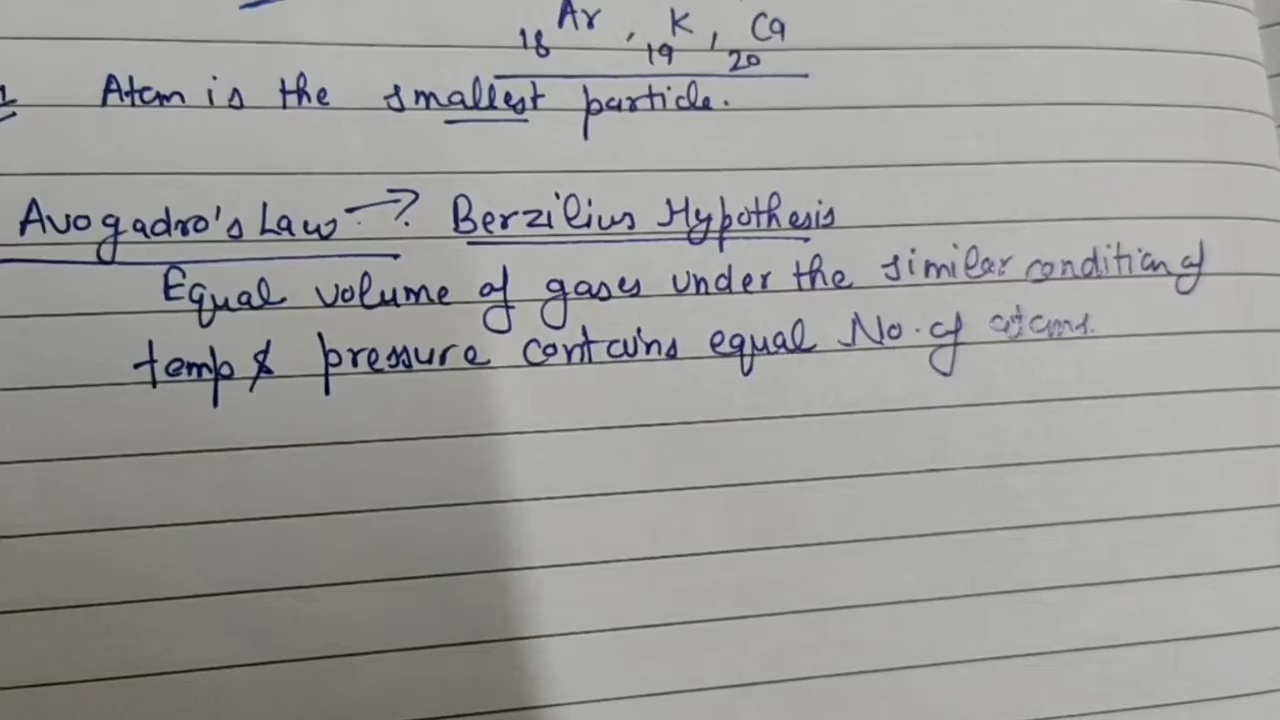 18Ar, 19K, 20Ca
Atom is the smallest particle.
Avogadro's Law → Berzilius Hypothesis
Equal volume of gases under the similar condition of
temp & pressure contains equal No. of atoms.